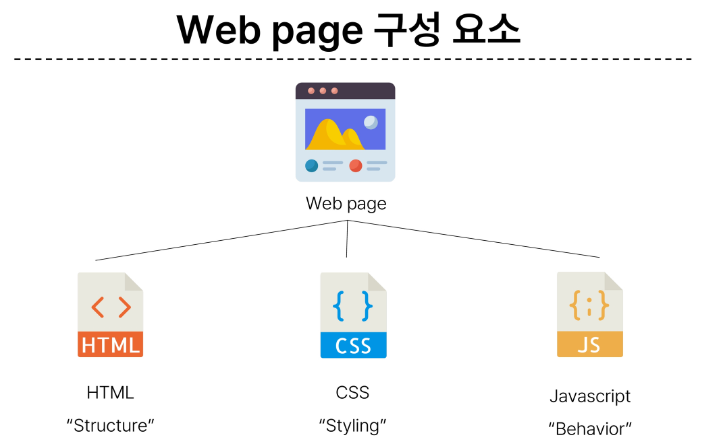 Web page 구성 요소
Web page
< >
HTML
{ }
CSS
{;}
JS
HTML
CSS
Javascript
“Structure”
“Styling”
“Behavior”